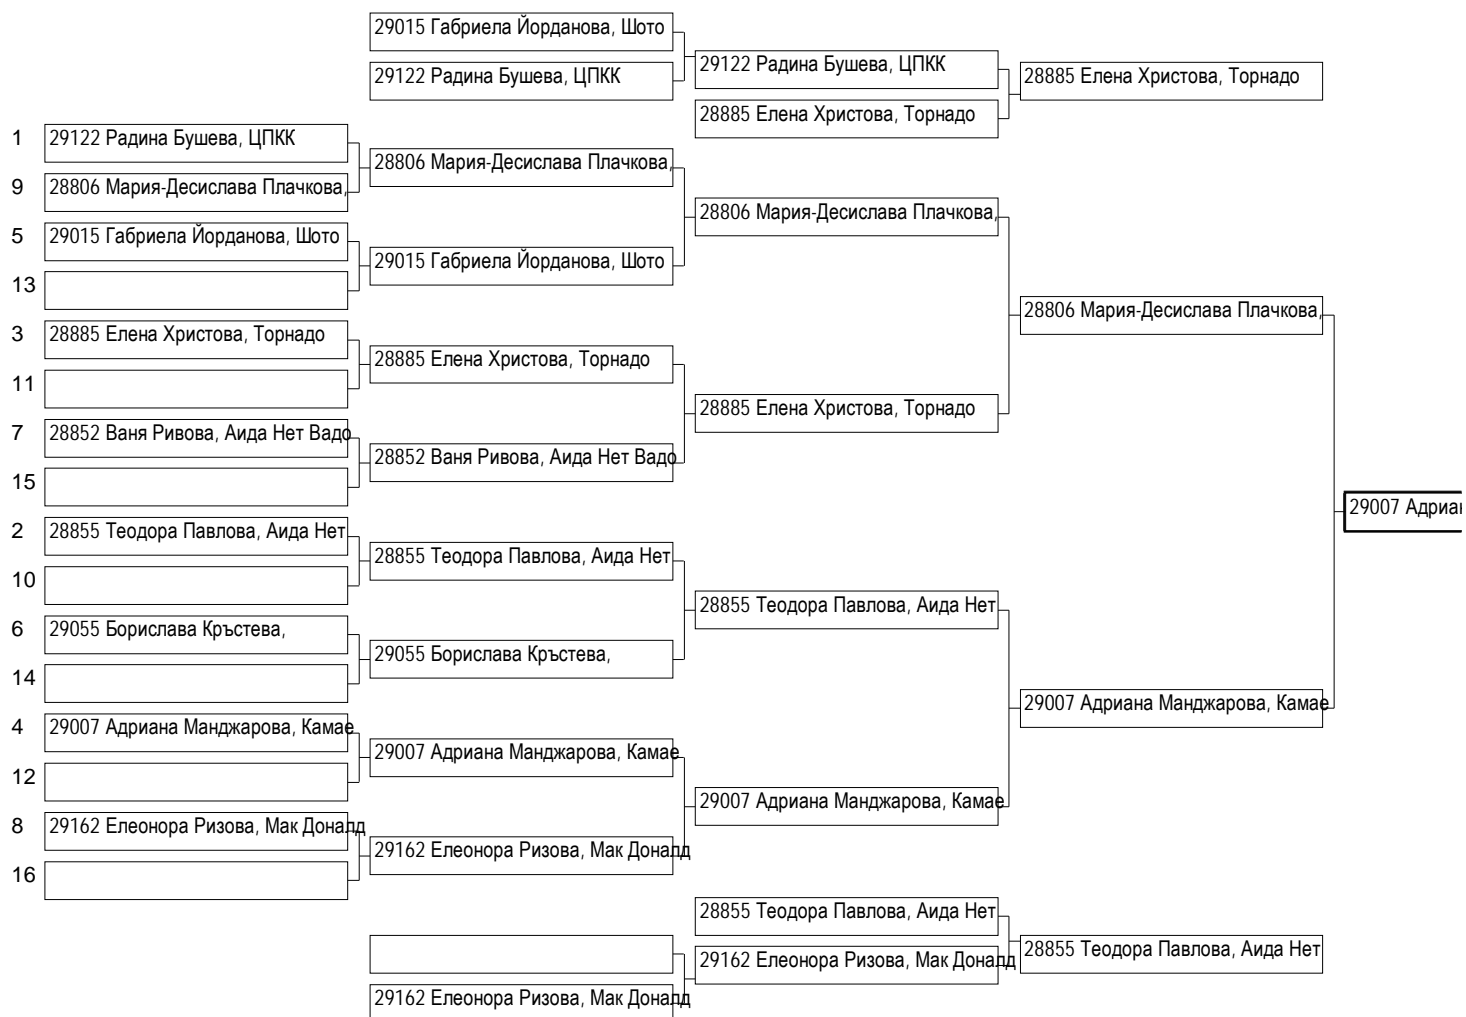 29015 Габриела Йорданова, Шото
29122 Радина Бушева, ЦПКК
29122 Радина Бушева, ЦПКК
28885 Елена Христова, Торнадо
28885 Елена Христова, Торнадо
1 29122 Радина Бушева, ЦПКК
9 28806 Мария-Десислава Плачкова,
5 29015 Габриела Йорданова, Шото
13
3 28885 Елена Христова, Торнадо
11
7 28852 Ваня Ривова, Аида Нет Вадо
15
2 28855 Теодора Павлова, Аида Нет
10
6 29055 Борислава Кръстева,
14
4 29007 Адриана Манджарова, Камае
12
8 29162 Елеонора Ризова, Мак Доналд
16
28806 Мария-Десислава Плачкова,
29015 Габриела Йорданова, Шото
28885 Елена Христова, Торнадо
28852 Ваня Ривова, Аида Нет Вадо
28855 Теодора Павлова, Аида Нет
29055 Борислава Кръстева,
29007 Адриана Манджарова, Камае
29162 Елеонора Ризова, Мак Доналд
28806 Мария-Десислава Плачкова,
28885 Елена Христова, Торнадо
28855 Теодора Павлова, Аида Нет
29007 Адриана Манджарова, Камае
28806 Мария-Десислава Плачкова,
29007 Адриана Манджарова, Камае
29007
29162 Елеонора Ризова, Мак Доналд
28855 Теодора Павлова, Аида Нет
29162 Елеонора Ризова, Мак Доналд
28855 Теодора Павлова, Аида Нет